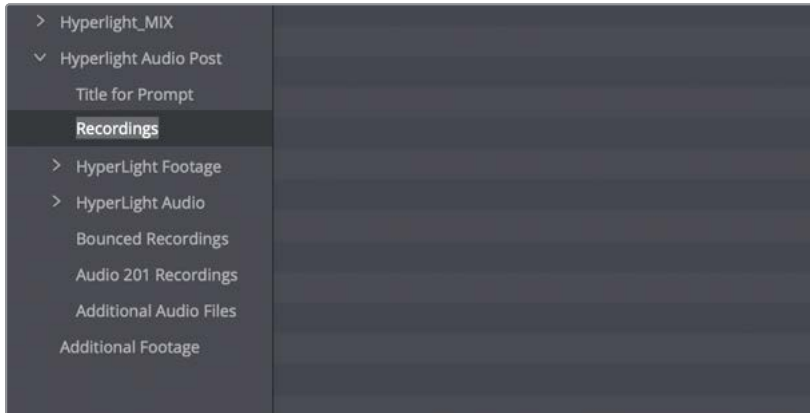 Hyperlight_MIX
Hyperlight Audio Post
Title for Prompt
Recordings
HyperLight Footage
HyperLight Audio
Bounced Recordings
Audio 201 Recordings
Additional Audio Files
Additional Footage